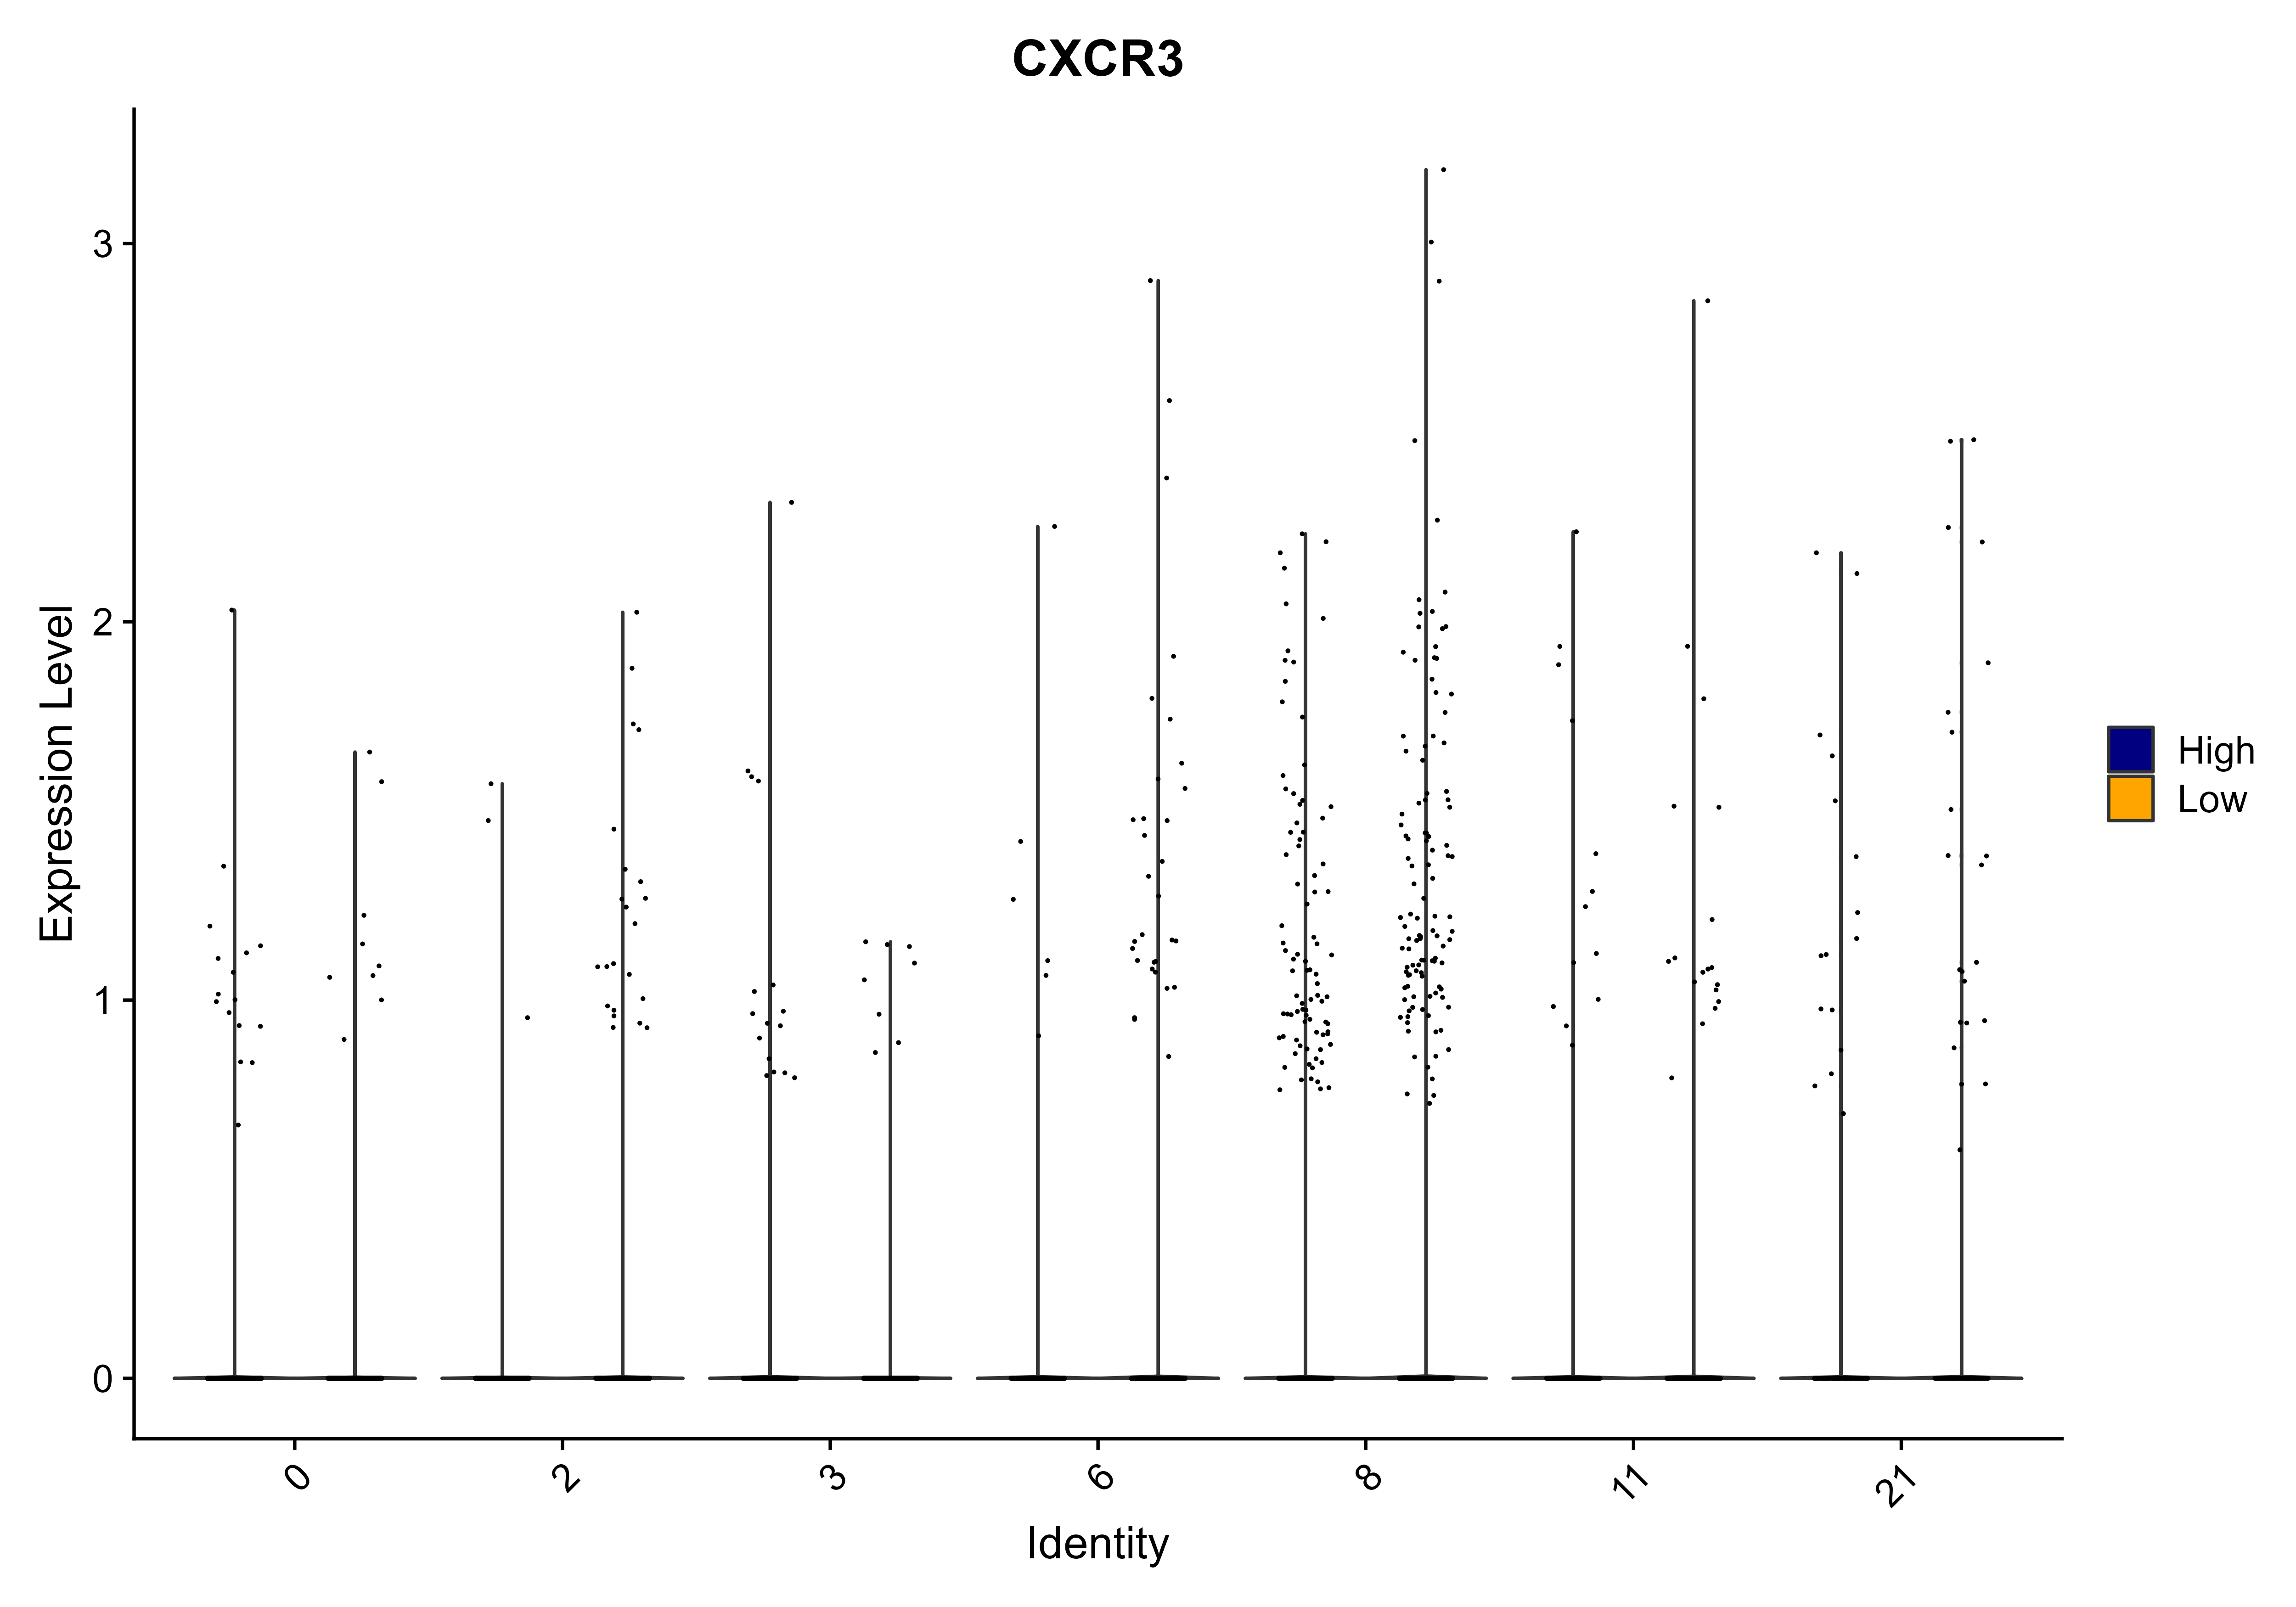 CXCR3
Expression Level
3
2
1
0
0 2 3 6 8 11 21
Identity
High
Low